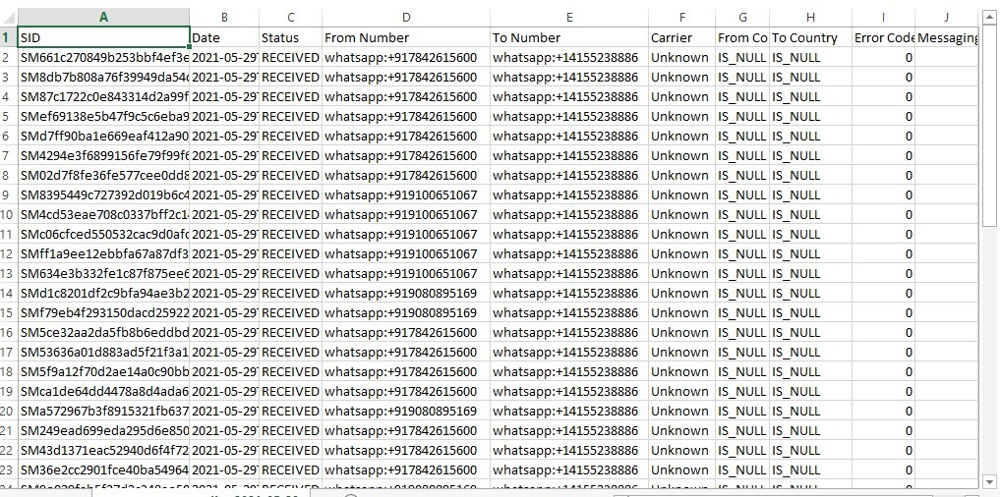 A B C D E F G H I J
1 SID Date Status From Number To Number Carrier From Co To Country Error Code Messaging
2 SM661c270849b253bbf4ef3e 2021-05-29 RECEIVED whatsapp:+917842615600 whatsapp:+14155238886 Unknown IS_NULL IS_NULL 0
3 SM8db7b808a76f39949da54 2021-05-29 RECEIVED whatsapp:+917842615600 whatsapp:+14155238886 Unknown IS_NULL IS_NULL 0
4 SM87c1722c0e843314d2a99f 2021-05-29 RECEIVED whatsapp:+917842615600 whatsapp:+14155238886 Unknown IS_NULL IS_NULL 0
5 SMef69138e5b47f9c5c6eba9 2021-05-29 RECEIVED whatsapp:+917842615600 whatsapp:+14155238886 Unknown IS_NULL IS_NULL 0
6 SMd7ff90ba1e669eaf412a90 2021-05-29 RECEIVED whatsapp:+917842615600 whatsapp:+14155238886 Unknown IS_NULL IS_NULL 0
7 SM4294e3f6899156fe79f99f6 2021-05-29 RECEIVED whatsapp:+917842615600 whatsapp:+14155238886 Unknown IS_NULL IS_NULL 0
8 SM02d7f8fe36fe577cee0dd8 2021-05-29 RECEIVED whatsapp:+917842615600 whatsapp:+14155238886 Unknown IS_NULL IS_NULL 0
9 SM8395449c727392d019b6c4 2021-05-29 RECEIVED whatsapp:+919100651067 whatsapp:+14155238886 Unknown IS_NULL IS_NULL 0
10 SM4cd53eae708c0337bff2c1 2021-05-29 RECEIVED whatsapp:+919100651067 whatsapp:+14155238886 Unknown IS_NULL IS_NULL 0
11 SMc06cfced550532cac9d0af 2021-05-29 RECEIVED whatsapp:+919100651067 whatsapp:+14155238886 Unknown IS_NULL IS_NULL 0
12 SMff1a9ee12ebbfa67a87df3 2021-05-29 RECEIVED whatsapp:+919100651067 whatsapp:+14155238886 Unknown IS_NULL IS_NULL 0
13 SM634e3b332fe1c87f875ee6 2021-05-29 RECEIVED whatsapp:+919100651067 whatsapp:+14155238886 Unknown IS_NULL IS_NULL 0
14 SMd1c8201df2c9bfa94ae3b2 2021-05-29 RECEIVED whatsapp:+919080895169 whatsapp:+14155238886 Unknown IS_NULL IS_NULL 0
15 SMf79eb4f293150dacd25922 2021-05-29 RECEIVED whatsapp:+919080895169 whatsapp:+14155238886 Unknown IS_NULL IS_NULL 0
16 SM5ce32aa2da5fb8b6eddbd 2021-05-29 RECEIVED whatsapp:+917842615600 whatsapp:+14155238886 Unknown IS_NULL IS_NULL 0
17 SM53636a01d883ad5f21f3a1 2021-05-29 RECEIVED whatsapp:+917842615600 whatsapp:+14155238886 Unknown IS_NULL IS_NULL 0
18 SM5f9a12f70d2ae14a0c90bb 2021-05-29 RECEIVED whatsapp:+917842615600 whatsapp:+14155238886 Unknown IS_NULL IS_NULL 0
19 SMca1de64dd4478a8d4ada6 2021-05-29 RECEIVED whatsapp:+917842615600 whatsapp:+14155238886 Unknown IS_NULL IS_NULL 0
20 SMa572967b3f8915321fb637 2021-05-29 RECEIVED whatsapp:+919080895169 whatsapp:+14155238886 Unknown IS_NULL IS_NULL 0
21 SM249ead699eda295d6e850 2021-05-29 RECEIVED whatsapp:+917842615600 whatsapp:+14155238886 Unknown IS_NULL IS_NULL 0
22 SM43d1371eac52940d6f4f72 2021-05-29 RECEIVED whatsapp:+917842615600 whatsapp:+14155238886 Unknown IS_NULL IS_NULL 0
23 SM36e2cc2901fce40ba54964 2021-05-29 RECEIVED whatsapp:+917842615600 whatsapp:+14155238886 Unknown IS_NULL IS_NULL 0